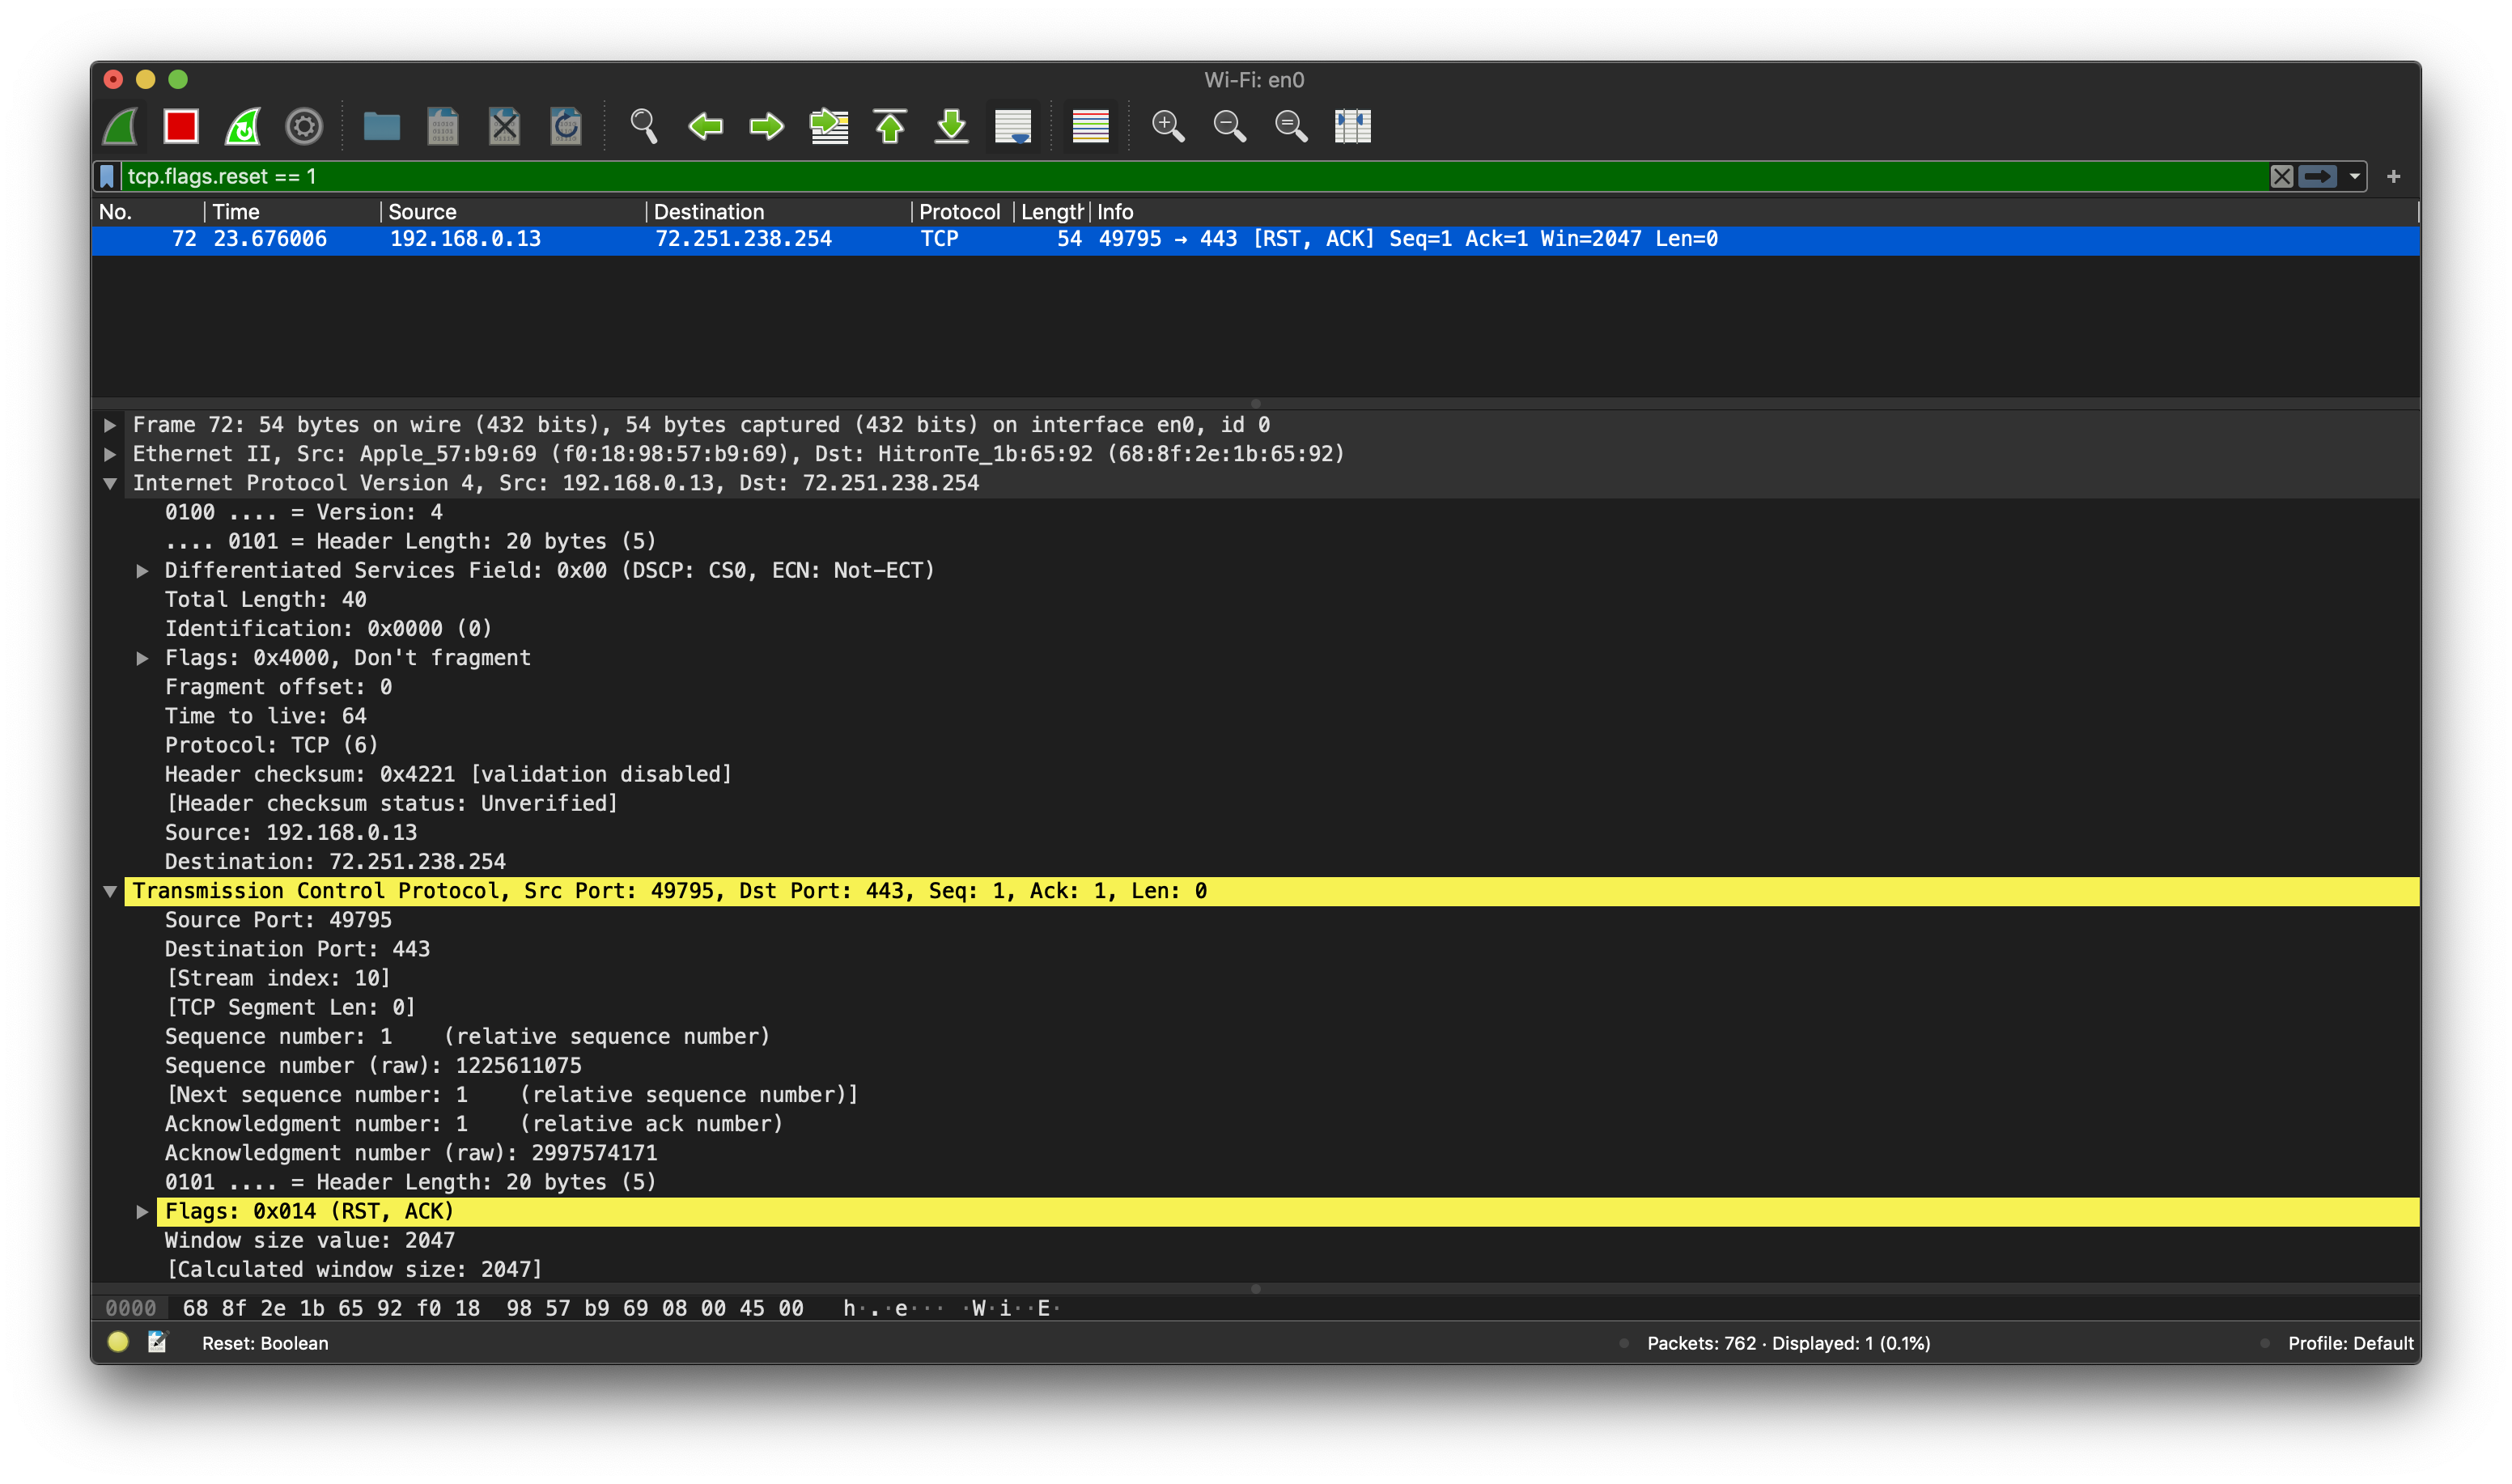 Wi-Fi: en0
tcp.flags.reset == 1
No. Time Source Destination Protocol Length Info
72 23.676006 192.168.0.13 72.251.238.254 TCP 54 49795 → 443 [RST, ACK] Seq=1 Ack=1 Win=2047 Len=0
Frame 72: 54 bytes on wire (432 bits), 54 bytes captured (432 bits) on interface en0, id 0
Ethernet II, Src: Apple_57:b9:69 (f0:18:98:57:b9:69), Dst: HitronTe_1b:65:92 (68:8f:2e:1b:65:92)
Internet Protocol Version 4, Src: 192.168.0.13, Dst: 72.251.238.254
0100 .... = Version: 4
.... 0101 = Header Length: 20 bytes (5)
Differentiated Services Field: 0x00 (DSCP: CS0, ECN: Not-ECT)
Total Length: 40
Identification: 0x0000 (0)
Flags: 0x4000, Don't fragment
Fragment offset: 0
Time to live: 64
Protocol: TCP (6)
Header checksum: 0x4221 [validation disabled]
[Header checksum status: Unverified]
Source: 192.168.0.13
Destination: 72.251.238.254
Transmission Control Protocol, Src Port: 49795, Dst Port: 443, Seq: 1, Ack: 1, Len: 0
Source Port: 49795
Destination Port: 443
[Stream index: 10]
[TCP Segment Len: 0]
Sequence number: 1    (relative sequence number)
Sequence number (raw): 1225611075
[Next sequence number: 1    (relative sequence number)]
Acknowledgment number: 1    (relative ack number)
Acknowledgment number (raw): 2997574171
0101 .... = Header Length: 20 bytes (5)
Flags: 0x014 (RST, ACK)
Window size value: 2047
[Calculated window size: 2047]
0000 68 8f 2e 1b 65 92 f0 18 98 57 b9 69 08 00 45 00 h·.·e··· ·W·i··E·
Reset: Boolean Packets: 762 · Displayed: 1 (0.1%) Profile: Default